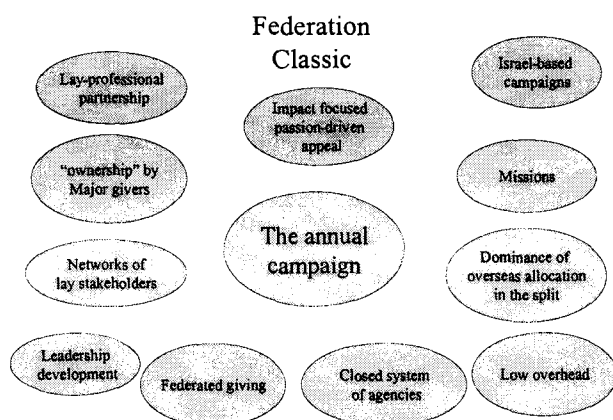 Federation
Classic
Lay-professional
partnership
Impact focused
passion-driven
appeal
Israel-based
campaigns
"ownership" by
Major givers
Missions
The annual
campaign
Networks of
lay stakeholders
Dominance of
overseas allocation
in the split
Leadership
development
Federated giving
Closed system
of agencies
Low overhead